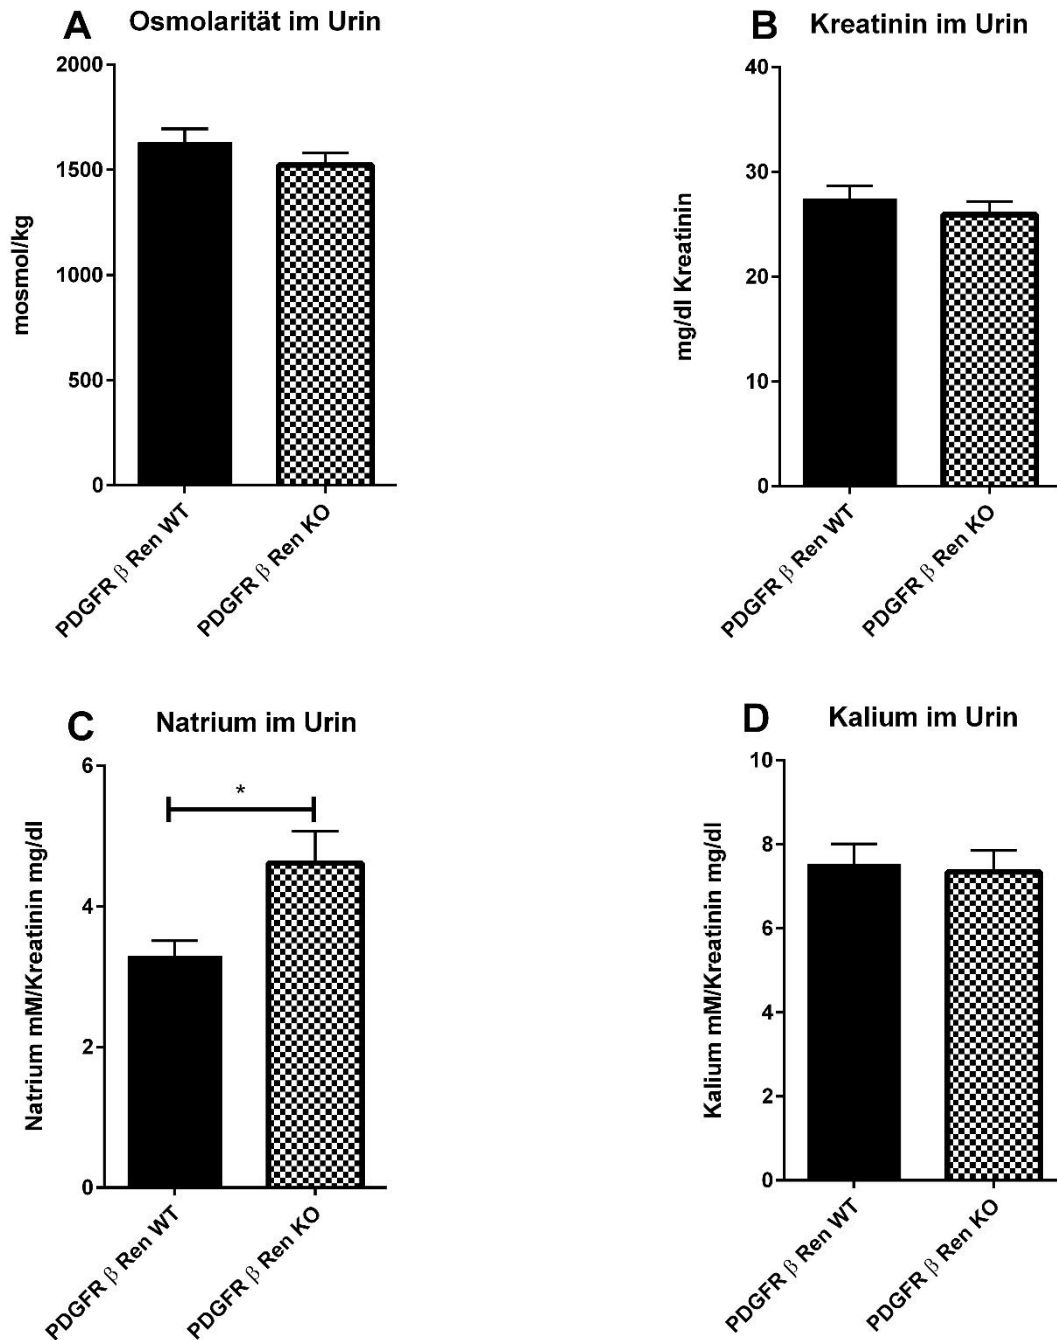 A Osmolarität im Urin
mosmol/kg
2000
1500
1000
500
0
PDGFR β Ren WT
PDGFR β Ren KO
B Kreatinin im Urin
mg/dl Kreatinin
40
30
20
10
0
PDGFR β Ren WT
PDGFR β Ren KO
C Natrium im Urin
Natrium mM/Kreatinin mg/dl
6
4
2
0
*
PDGFR β Ren WT
PDGFR β Ren KO
D Kalium im Urin
Kalium mM/Kreatinin mg/dl
10
8
6
4
2
0
PDGFR β Ren WT
PDGFR β Ren KO